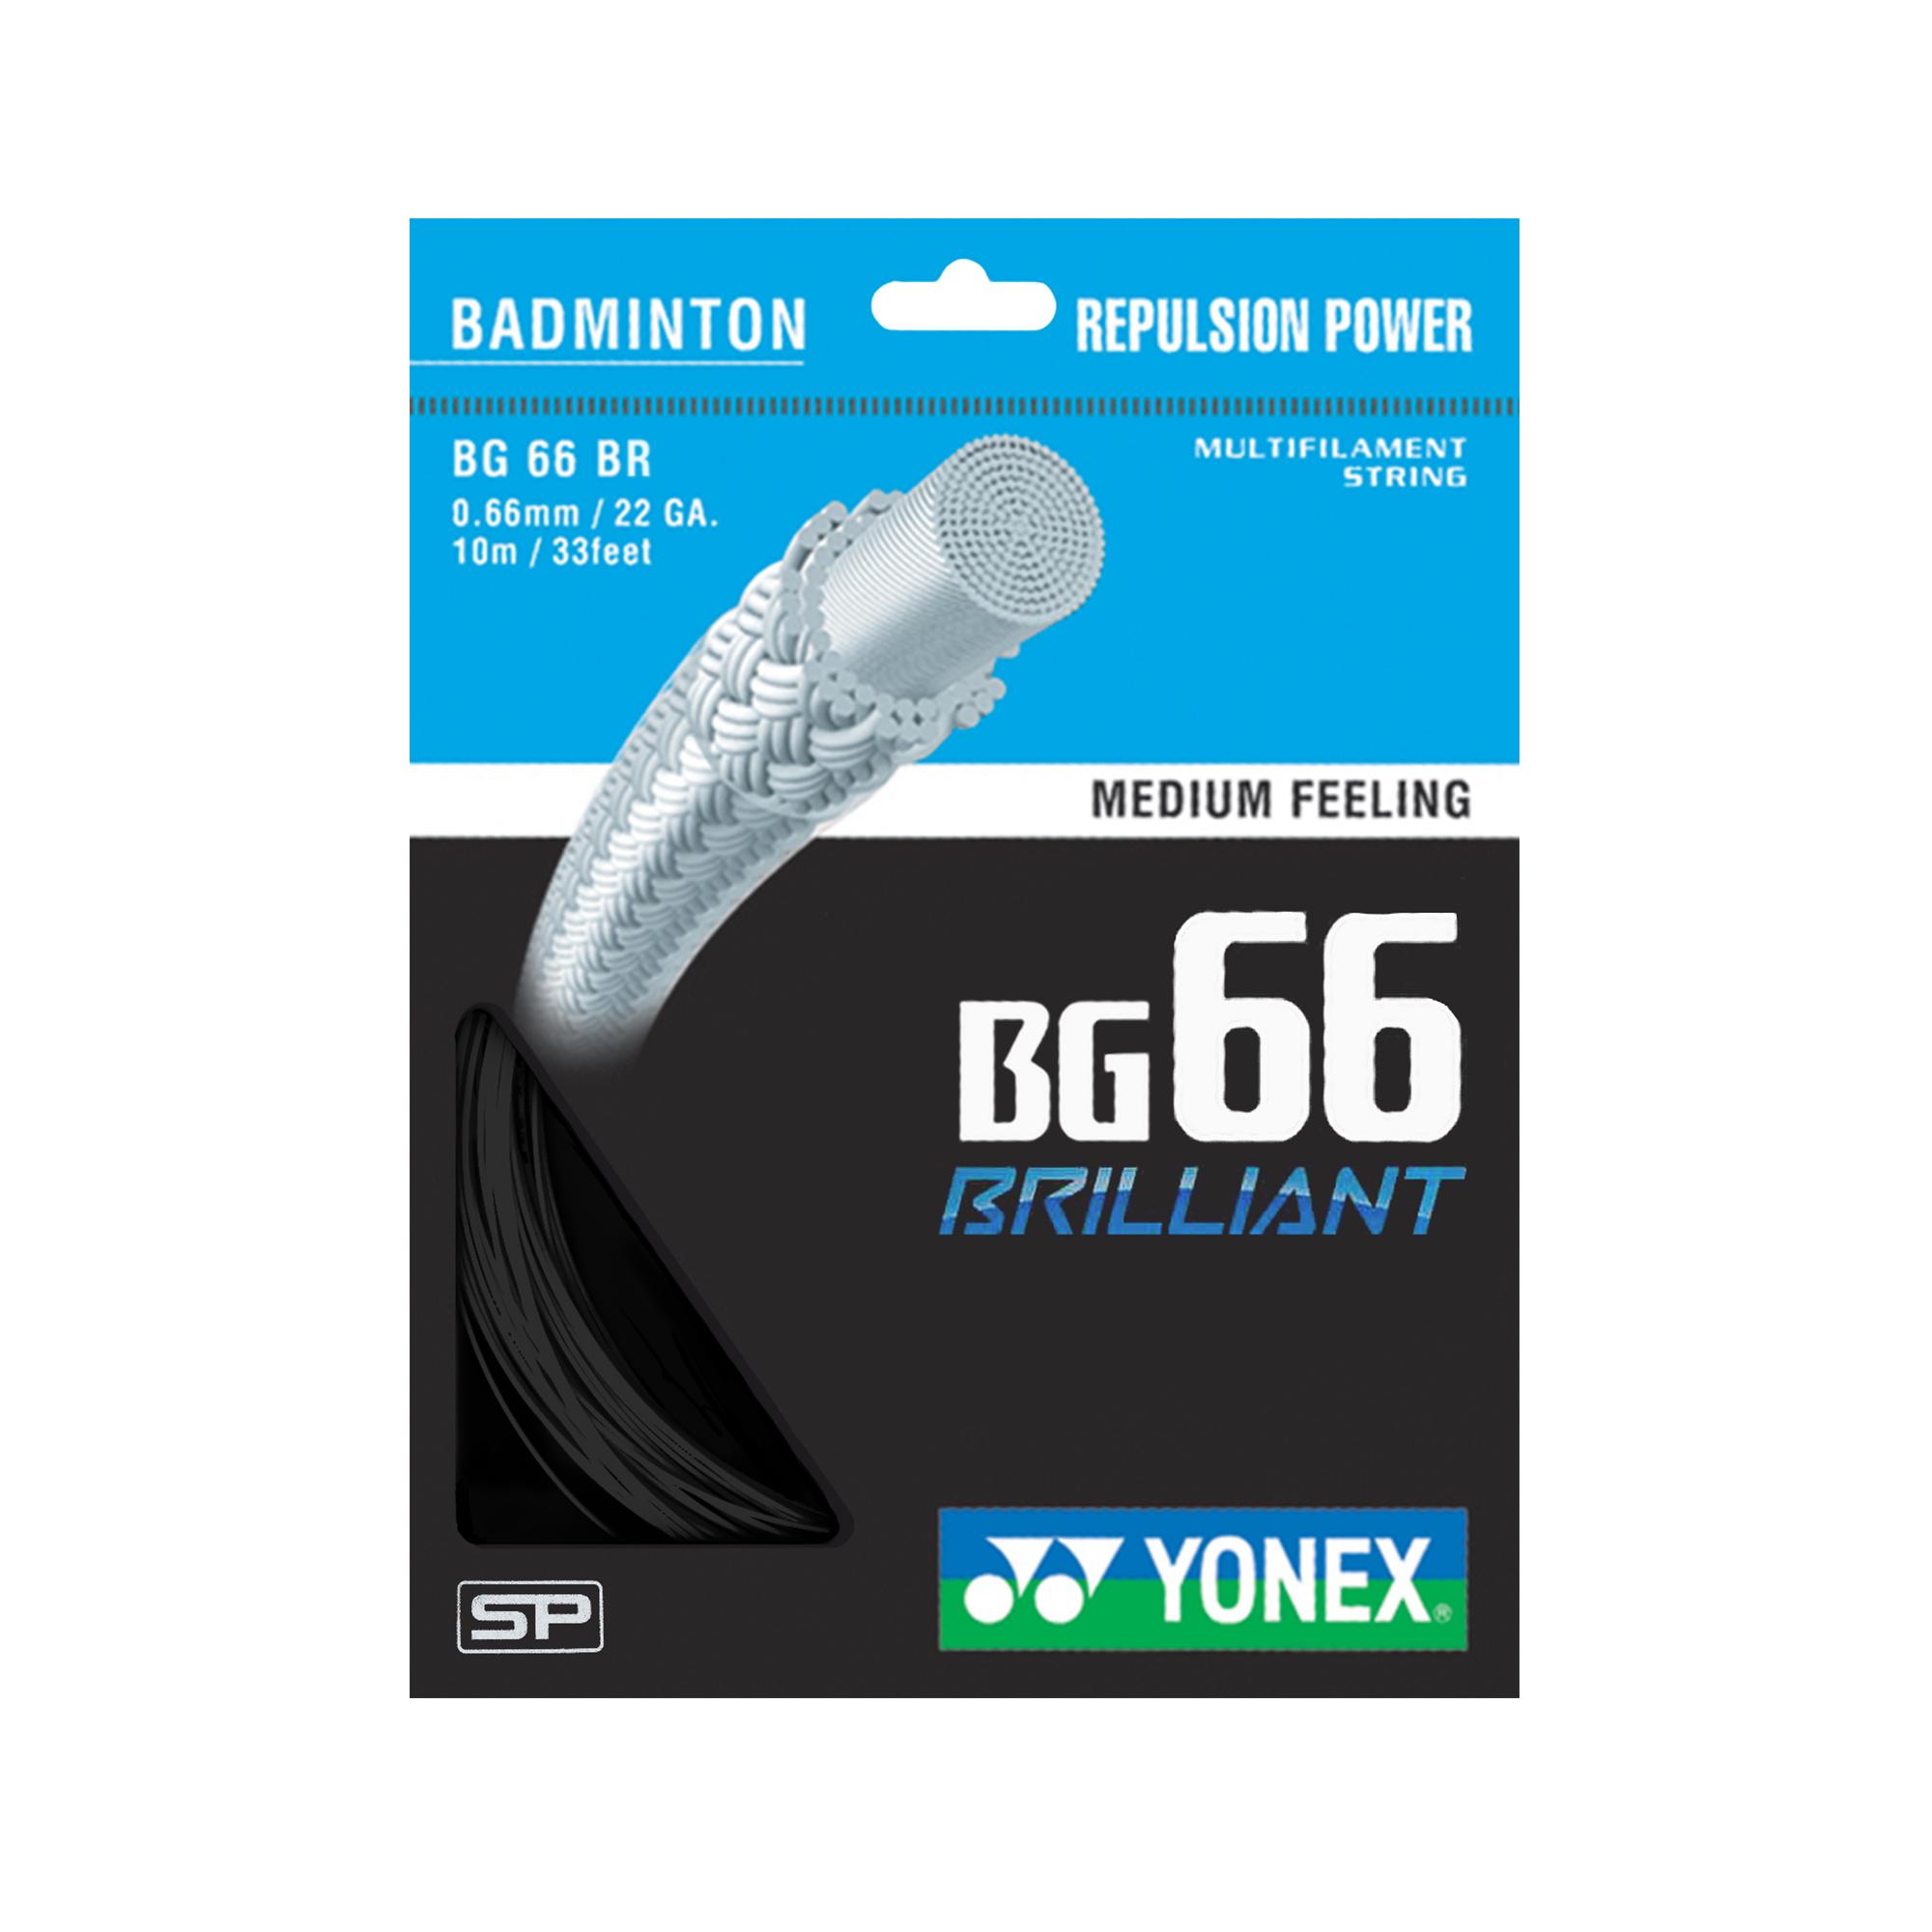 BADMINTON
REPULSION POWER
BG 66 BR
0.66mm / 22 GA.
10m / 33feet
MULTIFILAMENT
STRING
MEDIUM FEELING
BG66
BRILLIANT
SP
YONEX®